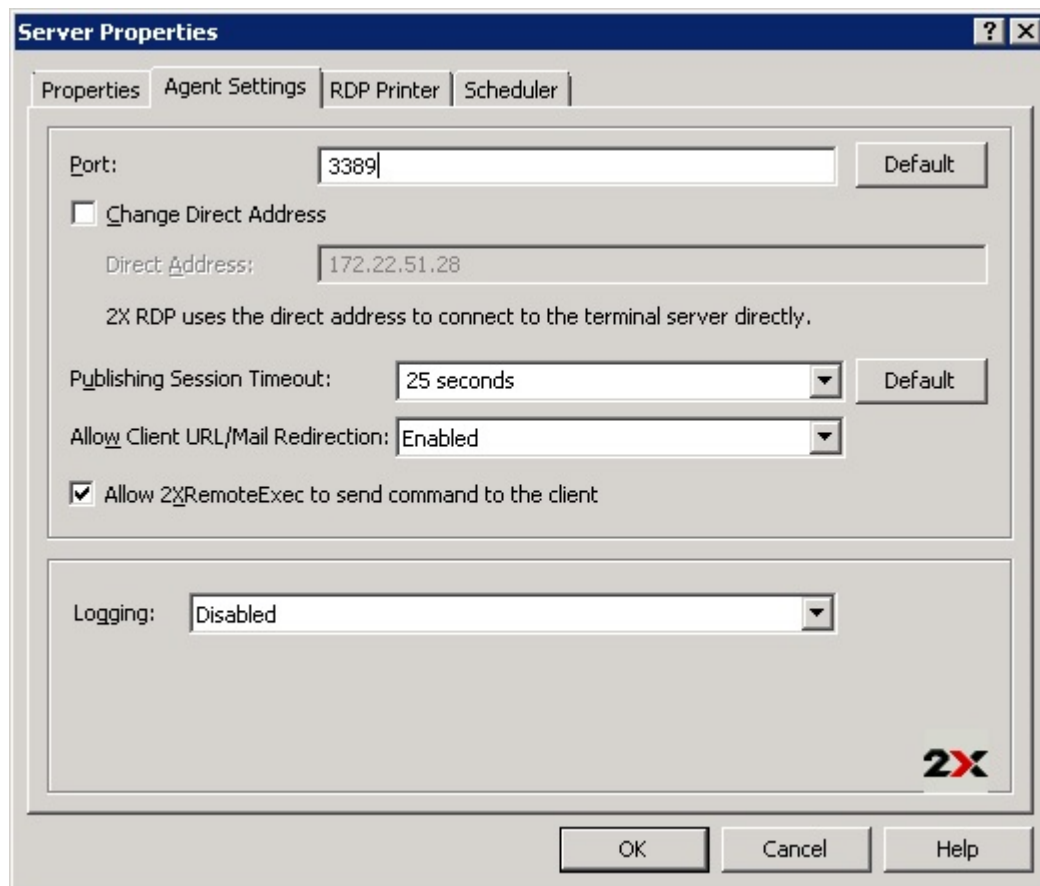 Server Properties
Properties Agent Settings RDP Printer Scheduler
Port: 3389 Default
Change Direct Address
Direct Address: 172.22.51.28
2X RDP uses the direct address to connect to the terminal server directly.
Publishing Session Timeout: 25 seconds Default
Allow Client URL/Mail Redirection: Enabled
Allow 2XRemoteExec to send command to the client
Logging: Disabled
2X
OK Cancel Help